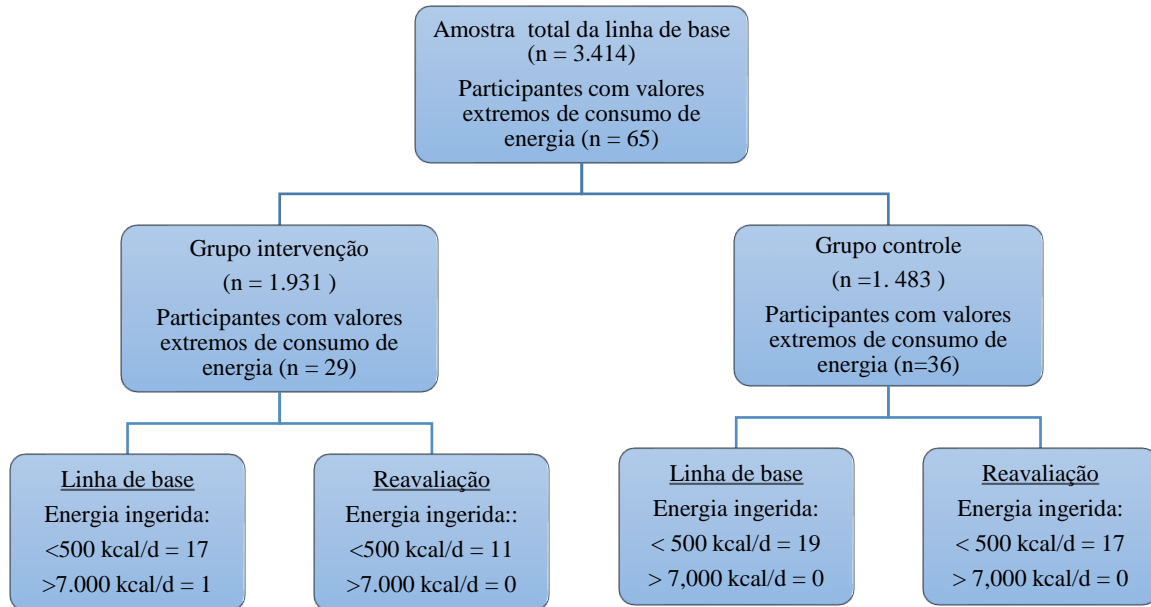 Amostra total da linha de base
(n = 3.414)
Participantes com valores
extremos de consumo de
energia (n = 65)
Grupo intervenção
(n = 1.931 )
Participantes com valores
extremos de consumo de
energia (n = 29)
Grupo controle
(n =1. 483 )
Participantes com valores
extremos de consumo de
energia (n=36)
Linha de base
Energia ingerida:
<500 kcal/d = 17
>7.000 kcal/d = 1
Reavaliação
Energia ingerida::
<500 kcal/d = 11
>7.000 kcal/d = 0
Linha de base
Energia ingerida:
< 500 kcal/d = 19
> 7,000 kcal/d = 0
Reavaliação
Energia ingerida:
< 500 kcal/d = 17
> 7,000 kcal/d = 0